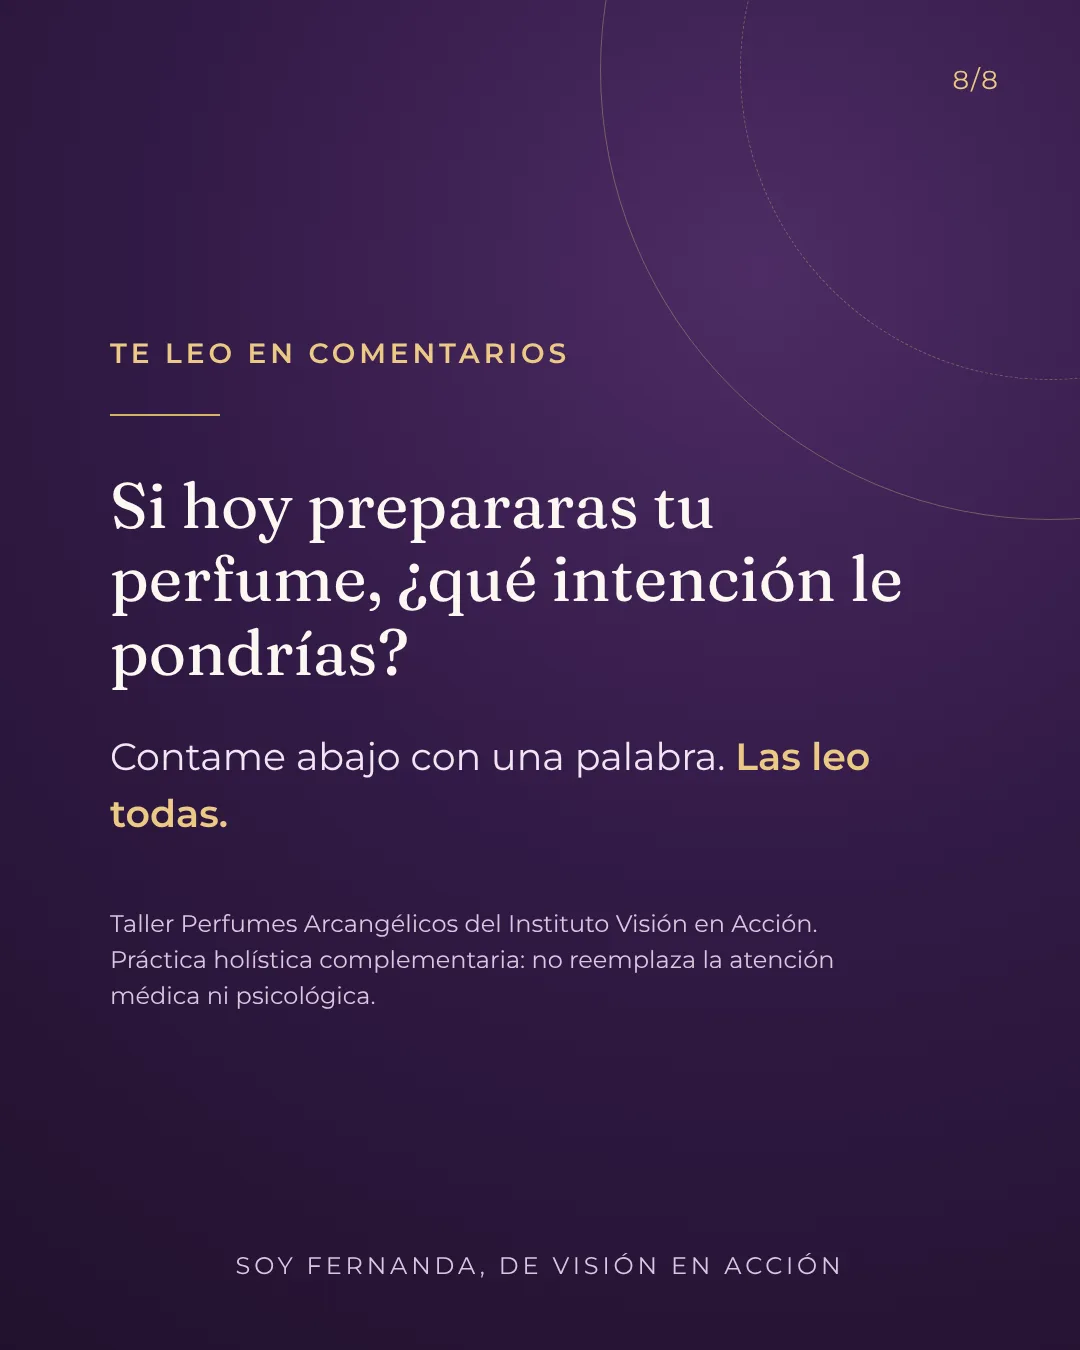 8/8
TE LEO EN COMENTARIOS
Si hoy prepararas tu
perfume, ¿qué intención le
pondrías?
Contame abajo con una palabra. Las leo
todas.
Taller Perfumes Arcangélicos del Instituto Visión en Acción.
Práctica holística complementaria: no reemplaza la atención
médica ni psicológica.
SOY FERNANDA, DE VISIÓN EN ACCIÓN